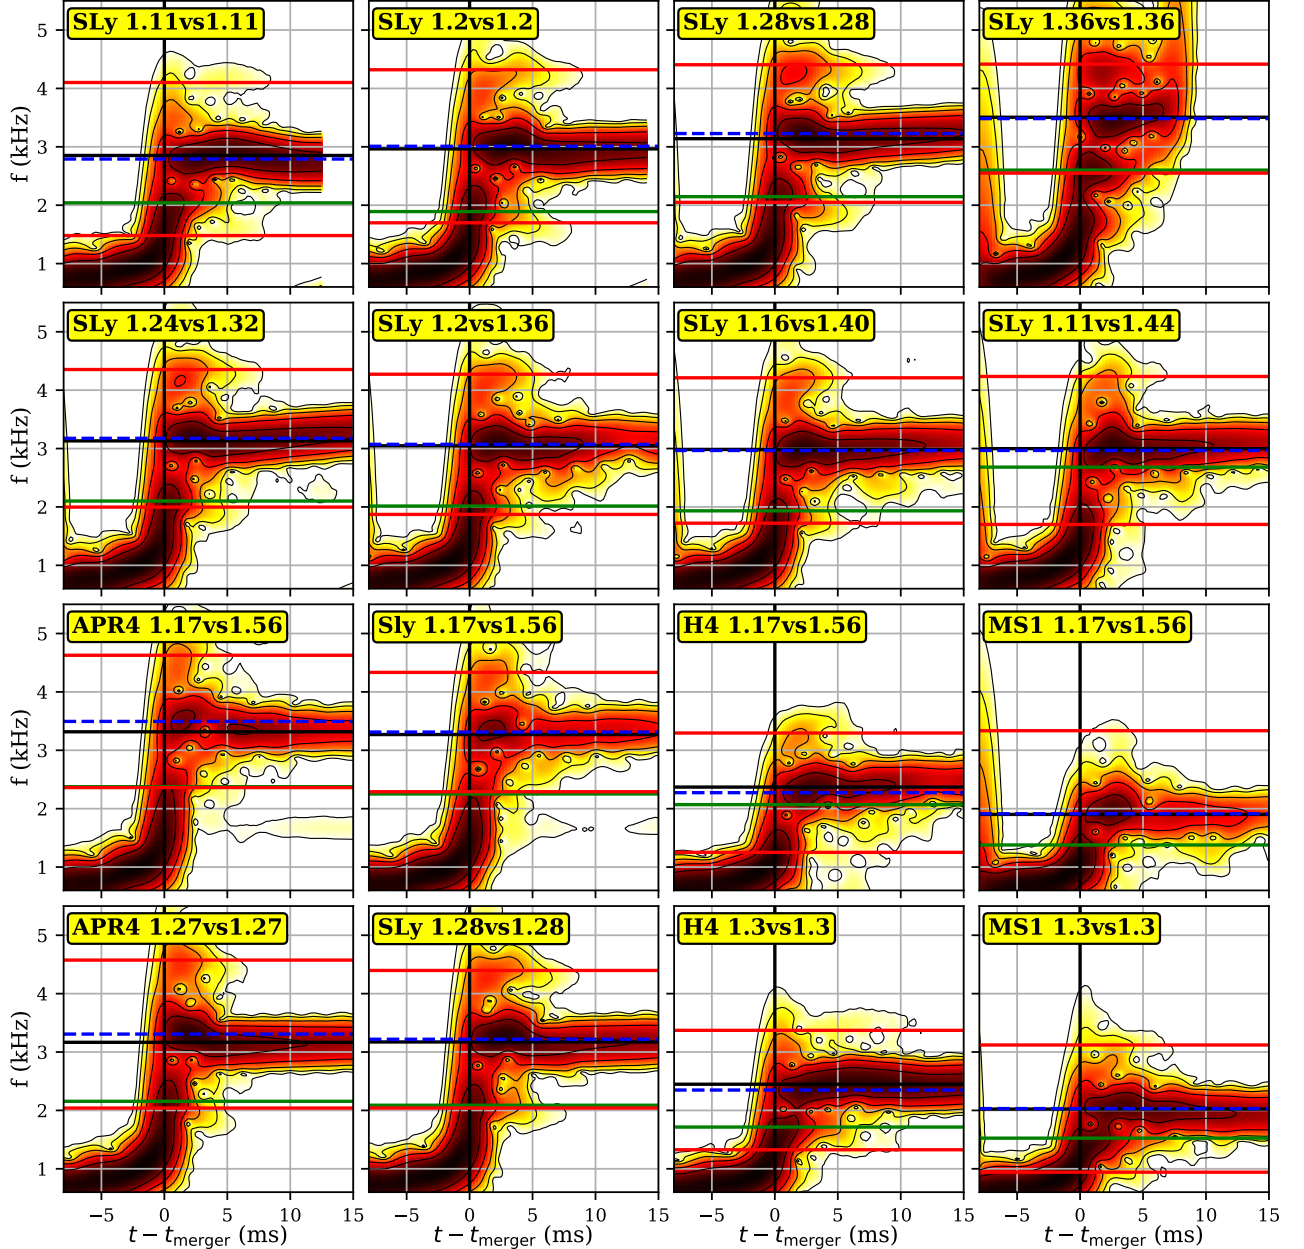 SLy 1.11vs1.11
SLy 1.2vs1.2
SLy 1.28vs1.28
SLy 1.36vs1.36
5
4
3
2
1
f (kHz)
SLy 1.24vs1.32
SLy 1.2vs1.36
SLy 1.16vs1.40
SLy 1.11vs1.44
5
4
3
2
1
f (kHz)
APR4 1.17vs1.56
Sly 1.17vs1.56
H4 1.17vs1.56
MS1 1.17vs1.56
5
4
3
2
1
f (kHz)
APR4 1.27vs1.27
SLy 1.28vs1.28
H4 1.3vs1.3
MS1 1.3vs1.3
5
4
3
2
1
f (kHz)
−5 0 5 10 15
−5 0 5 10 15
−5 0 5 10 15
−5 0 5 10 15
t − t_merger (ms)
t − t_merger (ms)
t − t_merger (ms)
t − t_merger (ms)